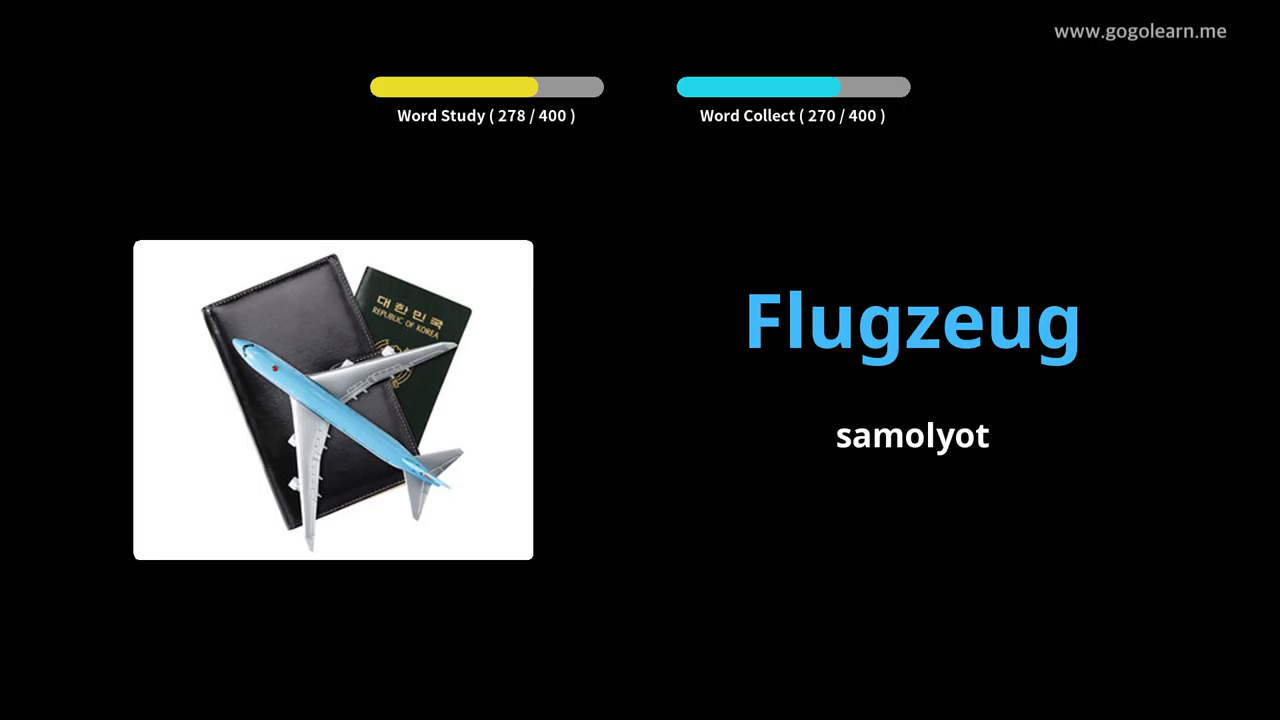 www.gogolearn.me
Word Study ( 278 / 400 )
Word Collect ( 270 / 400 )
대한민국
REPUBLIC OF KOREA
Flugzeug
samolyot